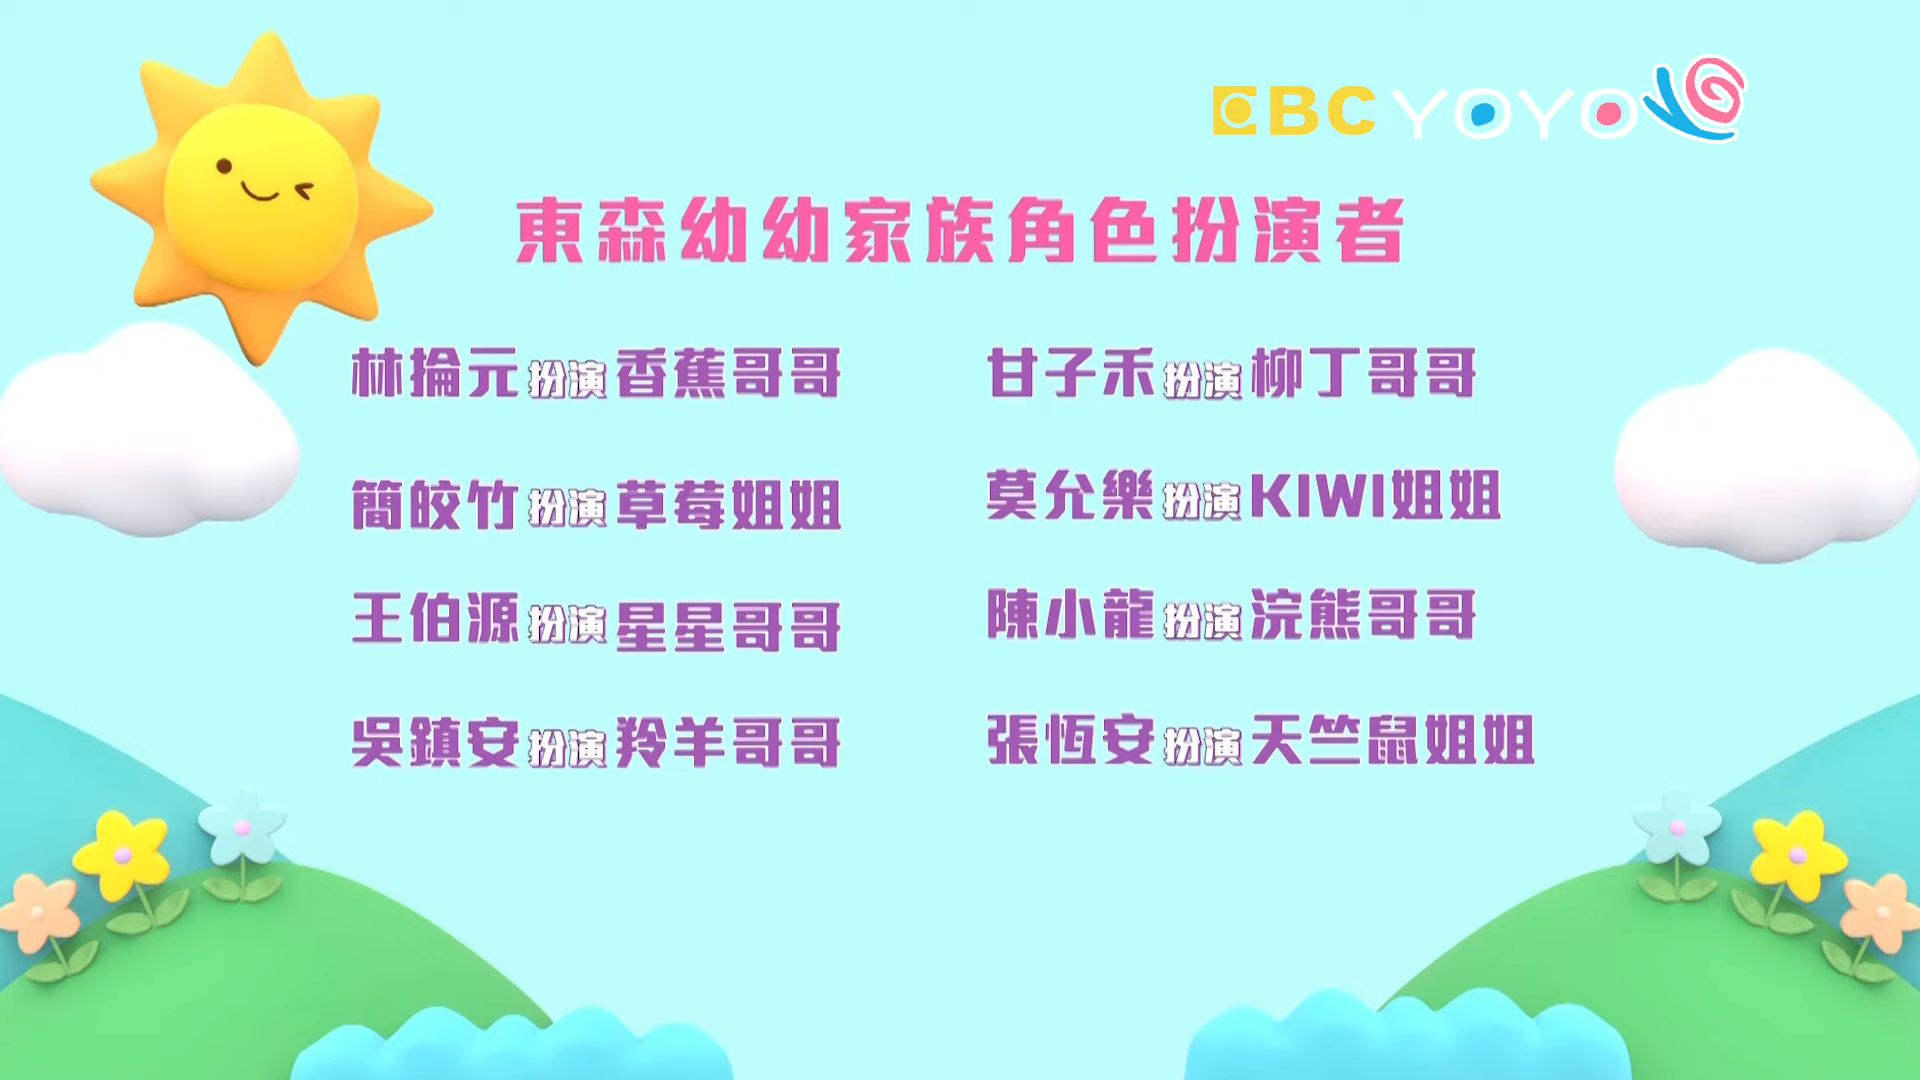 EBC YOYO
東森幼幼家族角色扮演者
林掄元扮演香蕉哥哥
甘子禾扮演柳丁哥哥
簡皎竹扮演草莓姐姐
莫允樂扮演KIWI姐姐
王伯源扮演星星哥哥
陳小龍扮演浣熊哥哥
吳鎮安扮演羚羊哥哥
張恆安扮演天竺鼠姐姐